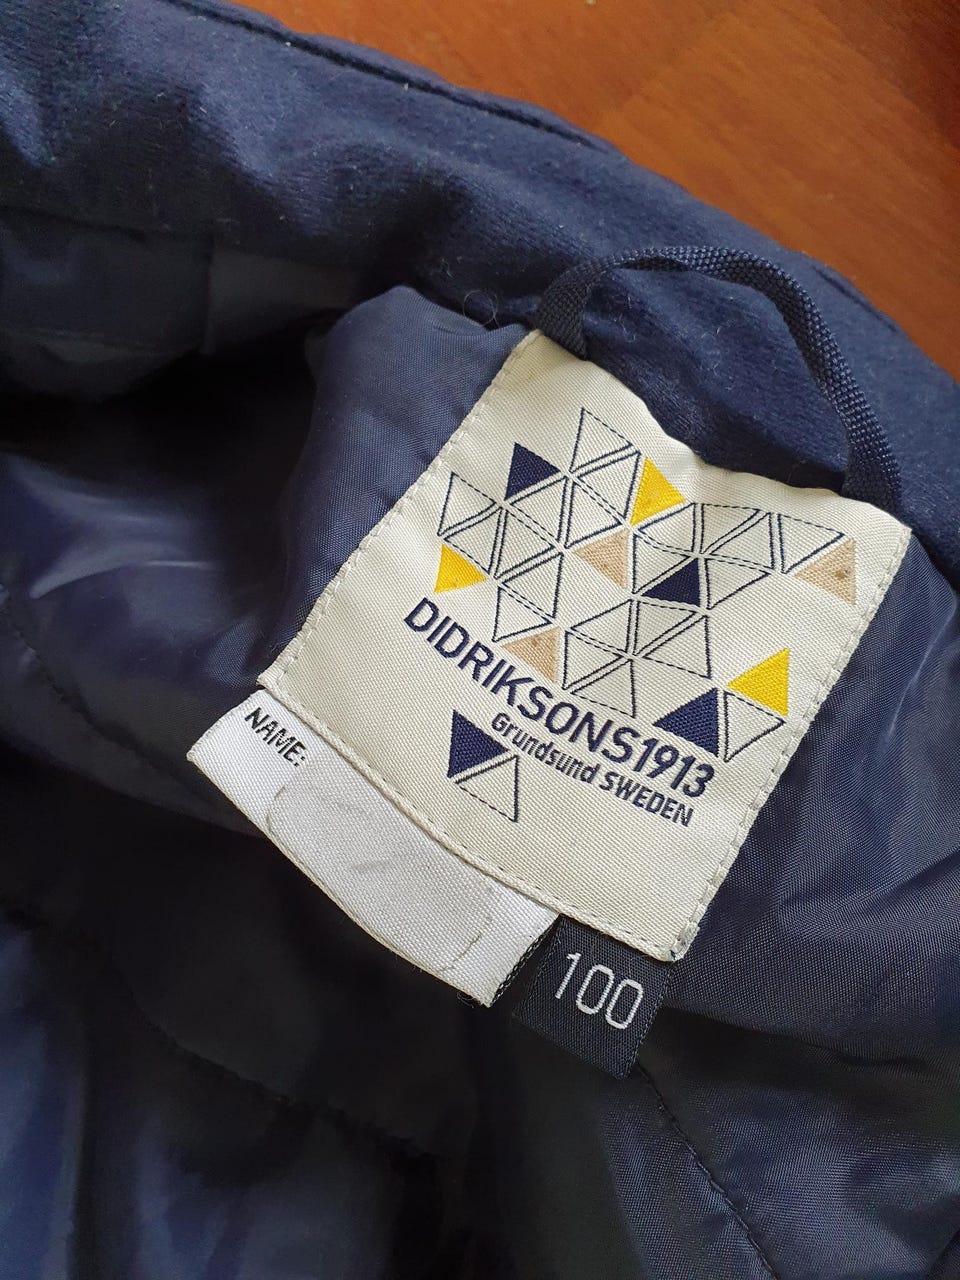 DIDRIKSONS1913
Grundsund SWEDEN
NAME:
100